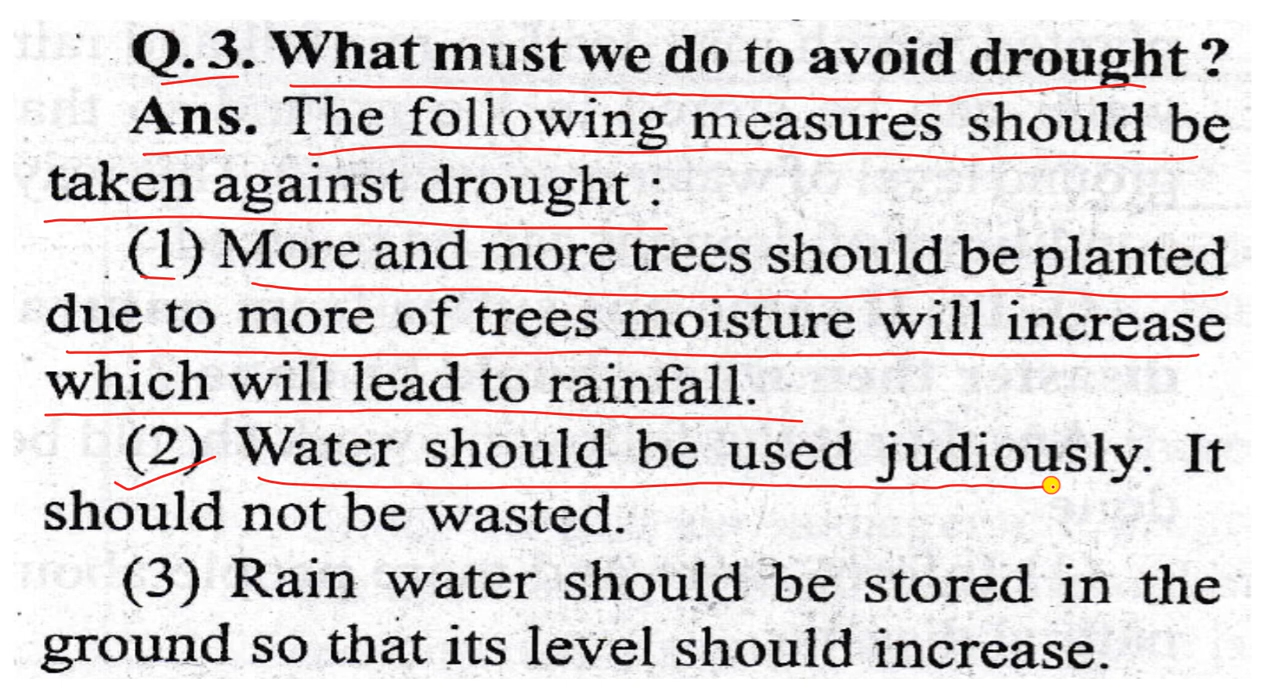 Q. 3. What must we do to avoid drought ?
Ans. The following measures should be
taken against drought :
(1) More and more trees should be planted
due to more of trees moisture will increase
which will lead to rainfall.
(2) Water should be used judiously. It
should not be wasted.
(3) Rain water should be stored in the
ground so that its level should increase.